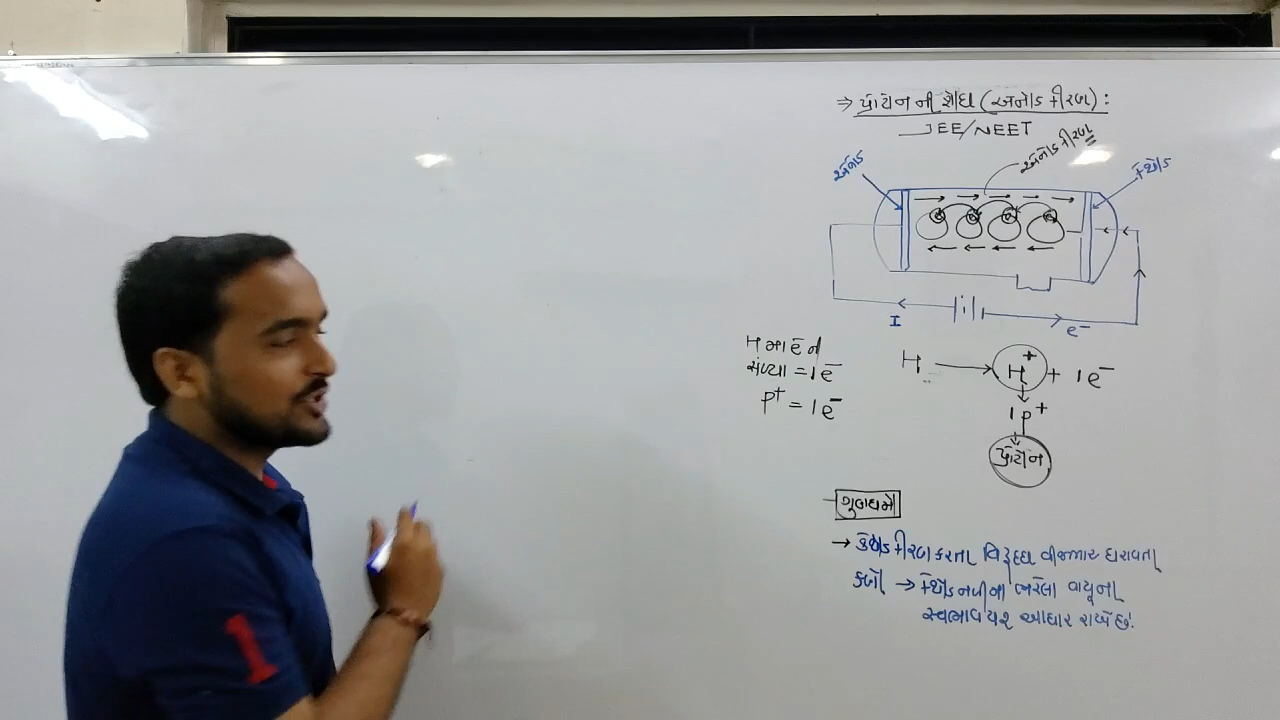 ⇒ પ્રોટોન ની શોધ (એનોડ કીરણ) :
JEE/NEET
એનોડ કીરણ
એનોડ
કેથોડ
I
e⁻
H માં e ની
સંખ્યા = 1e⁻
P⁺ = 1e⁻
H → H⁺ + 1e⁻
1p⁺
પ્રોટોન
ગુણધર્મો
→ કેથોડ કીરણ કરતા વિરૂદ્ધ વીજભાર ધરાવતા
કણો → કેથોડ નળીમાં ભરેલા વાયુના
સ્વભાવ પર આધાર રાખે છે.
1